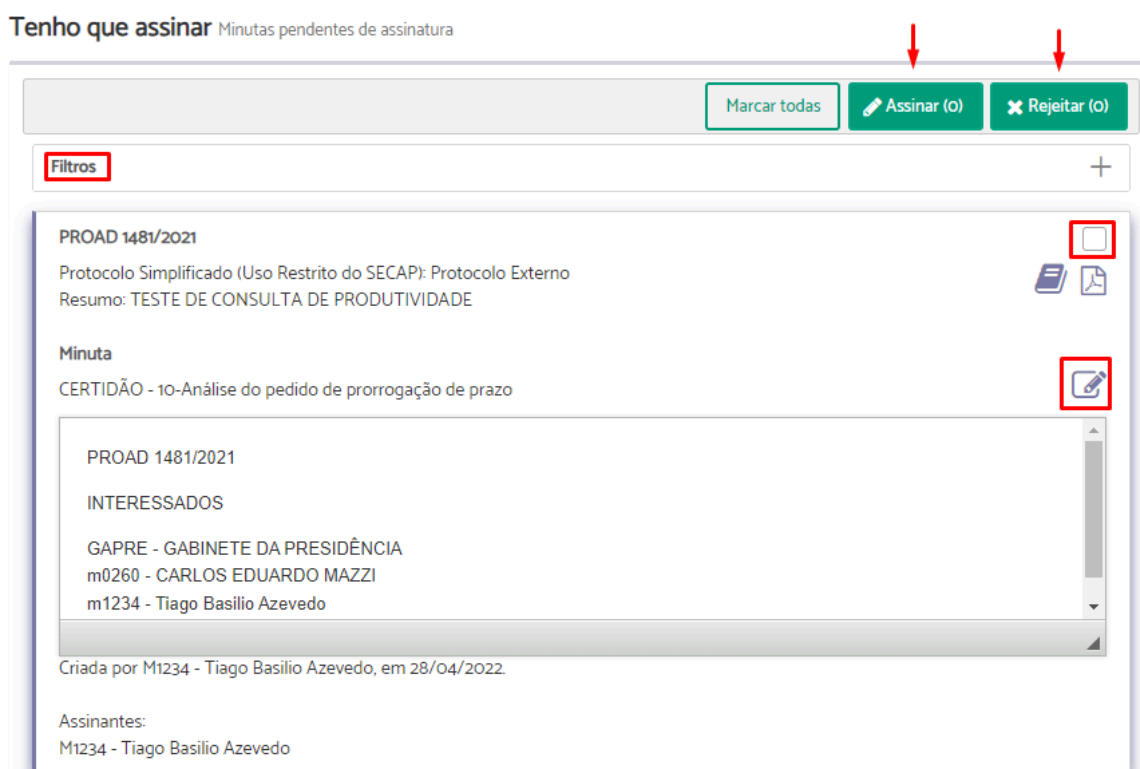 Tenho que assinar Minutas pendentes de assinatura
Marcar todas Assinar (0) Rejeitar (0)
Filtros
PROAD 1481/2021
Protocolo Simplificado (Uso Restrito do SECAP): Protocolo Externo
Resumo: TESTE DE CONSULTA DE PRODUTIVIDADE
Minuta
CERTIDÃO - 10-Análise do pedido de prorrogação de prazo
PROAD 1481/2021
INTERESSADOS
GAPRE - GABINETE DA PRESIDÊNCIA
m0260 - CARLOS EDUARDO MAZZI
m1234 - Tiago Basilio Azevedo
Criada por M1234 - Tiago Basilio Azevedo, em 28/04/2022.
Assinantes:
M1234 - Tiago Basilio Azevedo